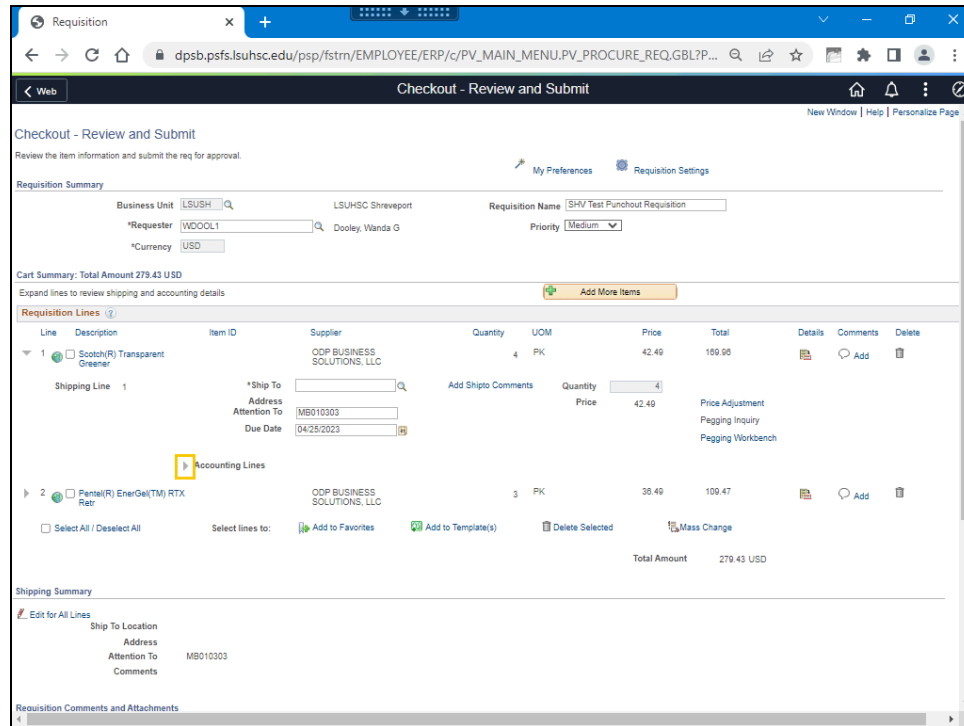 Requisition
dpsb.psfs.lsuhsc.edu/psp/fstrn/EMPLOYEE/ERP/c/PV_MAIN_MENU.PV_PROCURE_REQ.GBL?P...
Web Checkout - Review and Submit
New Window | Help | Personalize Page
Checkout - Review and Submit
Review the item information and submit the req for approval.
My Preferences Requisition Settings
Requisition Summary
Business Unit LSUSH LSUHSC Shreveport Requisition Name SHV Test Punchout Requisition
*Requester WDOOL1 Dooley, Wanda G Priority Medium
*Currency USD
Cart Summary: Total Amount 279.43 USD
Expand lines to review shipping and accounting details Add More Items
Requisition Lines ?
Line Description Item ID Supplier Quantity UOM Price Total Details Comments Delete
1 Scotch(R) Transparent Greener ODP BUSINESS SOLUTIONS, LLC 4 PK 42.49 169.96 Add
Shipping Line 1 *Ship To Add Shipto Comments Quantity 4
Address Price 42.49 Price Adjustment
Attention To MB010303
Pegging Inquiry
Due Date 04/25/2023
Pegging Workbench
Accounting Lines
2 Pentel(R) EnerGel(TM) RTX Retr ODP BUSINESS SOLUTIONS, LLC 3 PK 36.49 109.47 Add
Select All / Deselect All Select lines to: Add to Favorites Add to Template(s) Delete Selected Mass Change
Total Amount 279.43 USD
Shipping Summary
Edit for All Lines
Ship To Location
Address
Attention To MB010303
Comments
Requisition Comments and Attachments